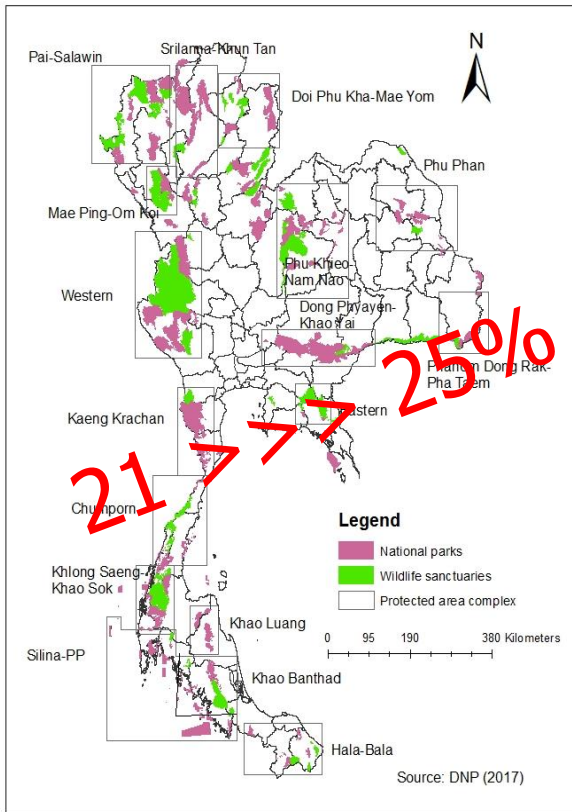 Srilanna-Khun Tan
Pai-Salawin
N
Doi Phu Kha-Mae Yom
Phu Phan
Mae Ping-Om Koi
Phu Khieo-
Nam Nao
Western
Dong Phyayen-
Khao Yai
Phanom Dong Rak-
Pha Taem
Eastern
Kaeng Krachan
21 >>> 25%
Chumporn
Legend
National parks
Wildlife sanctuaries
Protected area complex
Khlong Saeng-
Khao Sok
Khao Luang
0 95 190 380 Kilometers
Silina-PP
Khao Banthad
Hala-Bala
Source: DNP (2017)